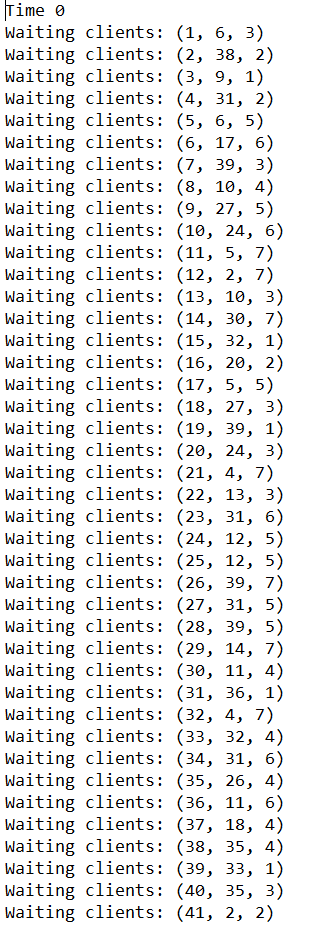 Time 0
Waiting clients: (1, 6, 3)
Waiting clients: (2, 38, 2)
Waiting clients: (3, 9, 1)
Waiting clients: (4, 31, 2)
Waiting clients: (5, 6, 5)
Waiting clients: (6, 17, 6)
Waiting clients: (7, 39, 3)
Waiting clients: (8, 10, 4)
Waiting clients: (9, 27, 5)
Waiting clients: (10, 24, 6)
Waiting clients: (11, 5, 7)
Waiting clients: (12, 2, 7)
Waiting clients: (13, 10, 3)
Waiting clients: (14, 30, 7)
Waiting clients: (15, 32, 1)
Waiting clients: (16, 20, 2)
Waiting clients: (17, 5, 5)
Waiting clients: (18, 27, 3)
Waiting clients: (19, 39, 1)
Waiting clients: (20, 24, 3)
Waiting clients: (21, 4, 7)
Waiting clients: (22, 13, 3)
Waiting clients: (23, 31, 6)
Waiting clients: (24, 12, 5)
Waiting clients: (25, 12, 5)
Waiting clients: (26, 39, 7)
Waiting clients: (27, 31, 5)
Waiting clients: (28, 39, 5)
Waiting clients: (29, 14, 7)
Waiting clients: (30, 11, 4)
Waiting clients: (31, 36, 1)
Waiting clients: (32, 4, 7)
Waiting clients: (33, 32, 4)
Waiting clients: (34, 31, 6)
Waiting clients: (35, 26, 4)
Waiting clients: (36, 11, 6)
Waiting clients: (37, 18, 4)
Waiting clients: (38, 35, 4)
Waiting clients: (39, 33, 1)
Waiting clients: (40, 35, 3)
Waiting clients: (41, 2, 2)